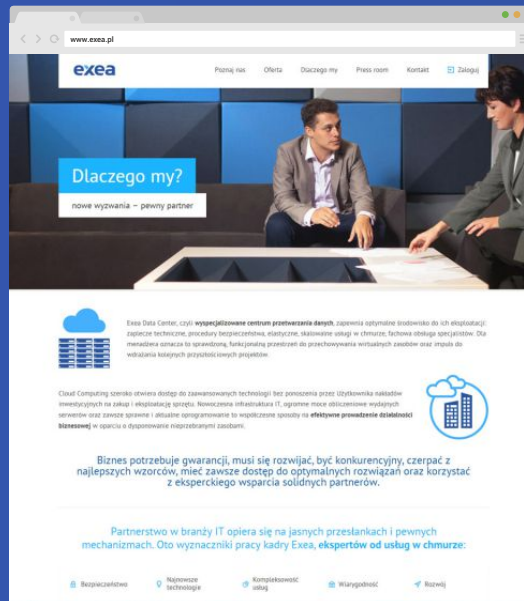 www.exea.pl
exea
Poznaj nas Oferta Dlaczego my Press room Kontakt Zaloguj
Dlaczego my?
nowe wyzwania – pewny partner
Exea Data Center, czyli wyspecjalizowane centrum przetwarzania danych, zapewnia optymalne środowisko do ich eksploatacji:
zaplecze techniczne, procedury bezpieczeństwa, elastyczne, skalowalne usługi w chmurze, fachowa obsługa specjalistów. Dla
menadżera oznacza to sprawdzoną, funkcjonalną przestrzeń do przechowywania wirtualnych zasobów oraz impuls do
wdrażania kolejnych przyszłościowych projektów.
Cloud Computing szeroko otwiera dostęp do zaawansowanych technologii bez ponoszenia przez Użytkownika nakładów
inwestycyjnych na zakup i eksploatację sprzętu. Nowoczesna infrastruktura IT, ogromne moce obliczeniowe wydajnych
serwerów oraz zawsze sprawne i aktualne oprogramowanie to współczesne sposoby na efektywne prowadzenie działalności
biznesowej w oparciu o dysponowanie nieprzebranymi zasobami.
Biznes potrzebuje gwarancji, musi się rozwijać, być konkurencyjny, czerpać z
najlepszych wzorców, mieć zawsze dostęp do optymalnych rozwiązań oraz korzystać
z eksperckiego wsparcia solidnych partnerów.
Partnerstwo w branży IT opiera się na jasnych przesłankach i pewnych
mechanizmach. Oto wyznaczniki pracy kadry Exea, ekspertów od usług w chmurze:
Bezpieczeństwo Najnowsze technologie Kompleksowość usług Wiarygodność Rozwój